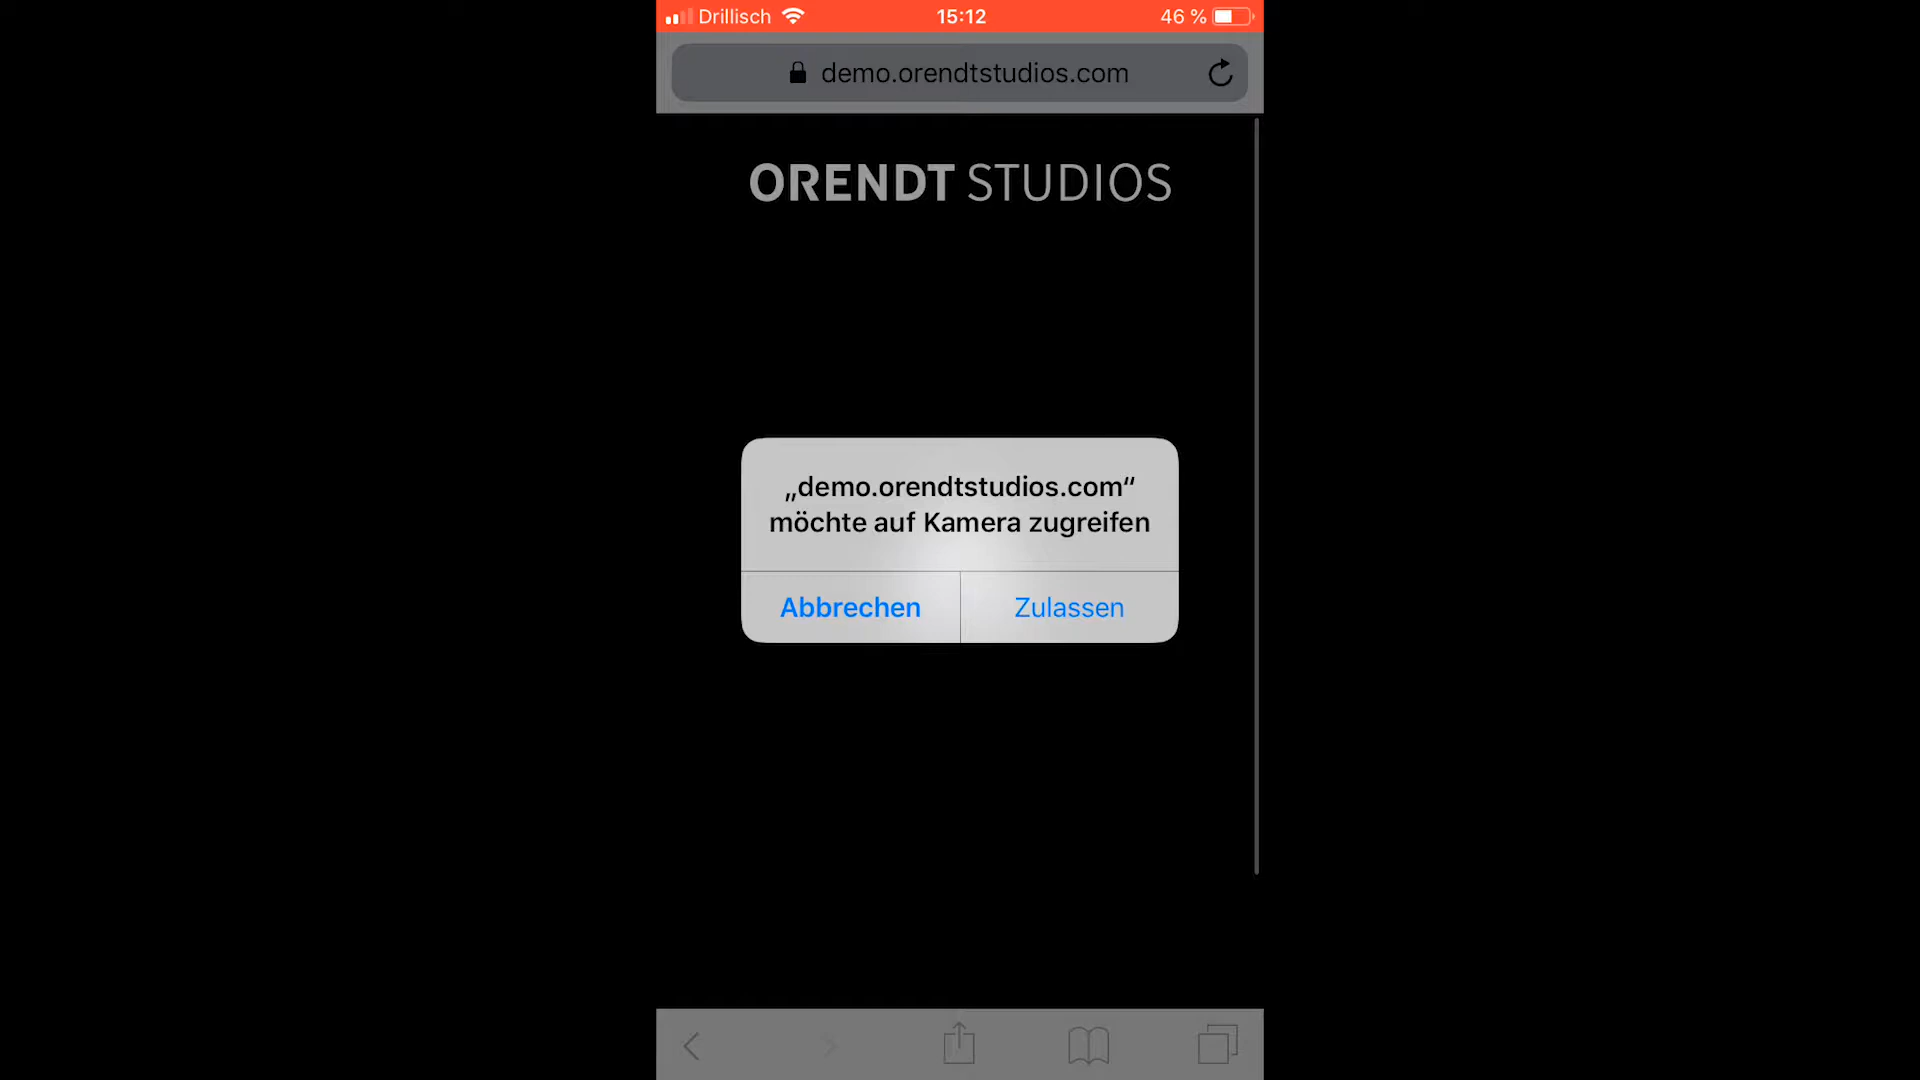 Drillisch 15:12 46 %
demo.orendtstudios.com
ORENDT STUDIOS
„demo.orendtstudios.com“
möchte auf Kamera zugreifen
Abbrechen Zulassen